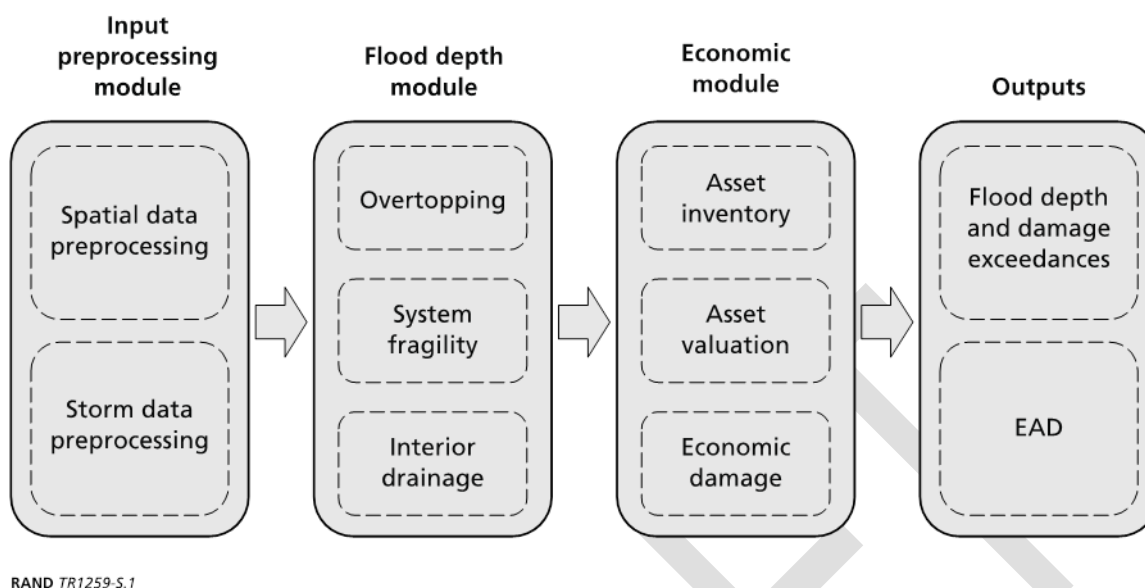 Input
preprocessing
module
Spatial data
preprocessing
Storm data
preprocessing
Flood depth
module
Overtopping
System
fragility
Interior
drainage
Economic
module
Asset
inventory
Asset
valuation
Economic
damage
Outputs
Flood depth
and damage
exceedances
EAD
RAND TR1259-S.1